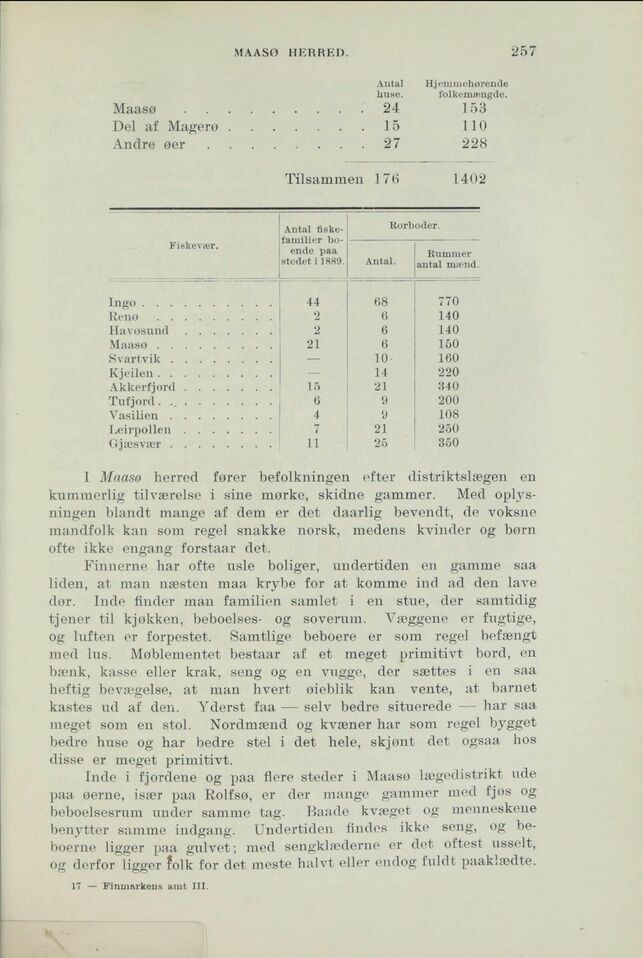 MAASØ HERRED. 257
Antal huse. Hjemmehørende folkemængde.
Maasø . . . . . . . . . 24 153
Del af Magerø . . . . . . . 15 110
Andre øer . . . . . . . . 27 228
Tilsammen 176 1402
Fiskevær. Antal fiske-familier bo-ende paa stedet i 1889. Rorboder.
Antal. Rummer antal mænd.
Ingø . . . . . . . . . . 44 68 770
Renø . . . . . . . . . 2 6 140
Havøsund . . . . . . . 2 6 140
Maasø . . . . . . . . . 21 6 150
Svartvik . . . . . . . . — 10 160
Kjeilen . . . . . . . . . — 14 220
Akkerfjord . . . . . . . 15 21 340
Tufjord . . . . . . . . . 6 9 200
Vasilien . . . . . . . . 4 9 108
Leirpollen . . . . . . . 7 21 250
Gjæsvær . . . . . . . . 11 25 350
I Maasø herred fører befolkningen efter distriktslægen en
kummerlig tilværelse i sine mørke, skidne gammer. Med oplys-
ningen blandt mange af dem er det daarlig bevendt, de voksne
mandfolk kan som regel snakke norsk, medens kvinder og børn
ofte ikke engang forstaar det.
Finnerne har ofte usle boliger, undertiden en gamme saa
liden, at man næsten maa krybe for at komme ind ad den lave
dør. Inde finder man familien samlet i en stue, der samtidig
tjener til kjøkken, beboelses- og soverum. Væggene er fugtige,
og luften er forpestet. Samtlige beboere er som regel befængt
med lus. Møblementet bestaar af et meget primitivt bord, en
bænk, kasse eller krak, seng og en vugge, der sættes i en saa
heftig bevægelse, at man hvert øieblik kan vente, at barnet
kastes ud af den. Yderst faa — selv bedre situerede — har saa
meget som en stol. Nordmænd og kvæner har som regel bygget
bedre huse og har bedre stel i det hele, skjønt det ogsaa hos
disse er meget primitivt.
Inde i fjordene og paa flere steder i Maasø lægedistrikt ude
paa øerne, især paa Rolfsø, er der mange gammer med fjøs og
beboelsesrum under samme tag. Baade kvæget og menneskene
benytter samme indgang. Undertiden findes ikke seng, og be-
boerne ligger paa gulvet; med sengklæderne er det oftest usselt,
og derfor ligger folk for det meste halvt eller endog fuldt paaklædte.
17 — Finmarkens amt III.